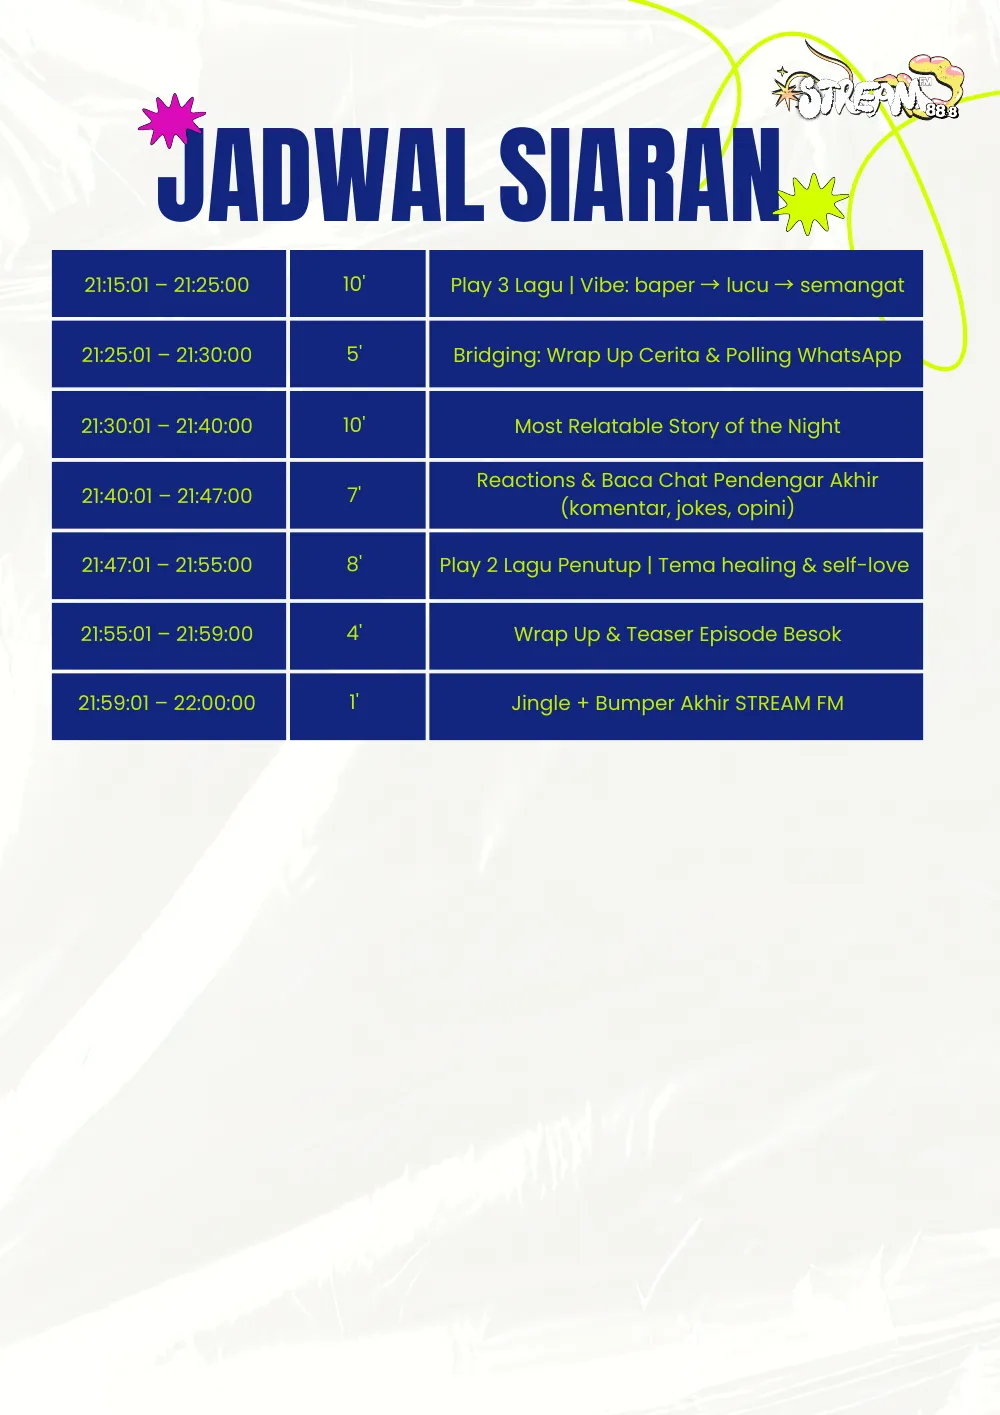 STREAM FM
88.8
JADWAL SIARAN
21:15:01 – 21:25:00 10' Play 3 Lagu | Vibe: baper → lucu → semangat
21:25:01 – 21:30:00 5' Bridging: Wrap Up Cerita & Polling WhatsApp
21:30:01 – 21:40:00 10' Most Relatable Story of the Night
21:40:01 – 21:47:00 7' Reactions & Baca Chat Pendengar Akhir
(komentar, jokes, opini)
21:47:01 – 21:55:00 8' Play 2 Lagu Penutup | Tema healing & self-love
21:55:01 – 21:59:00 4' Wrap Up & Teaser Episode Besok
21:59:01 – 22:00:00 1' Jingle + Bumper Akhir STREAM FM